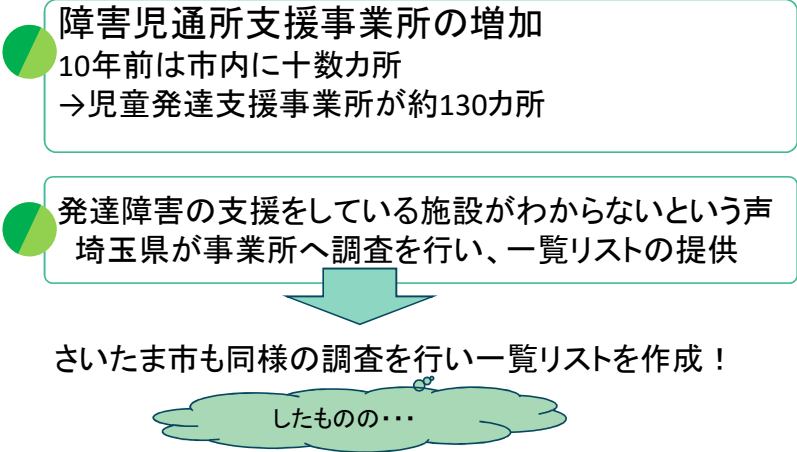 障害児通所支援事業所の増加
10年前は市内に十数カ所
→児童発達支援事業所が約130カ所
発達障害の支援をしている施設がわからないという声
埼玉県が事業所へ調査を行い、一覧リストの提供
さいたま市も同様の調査を行い一覧リストを作成！
したものの･･･